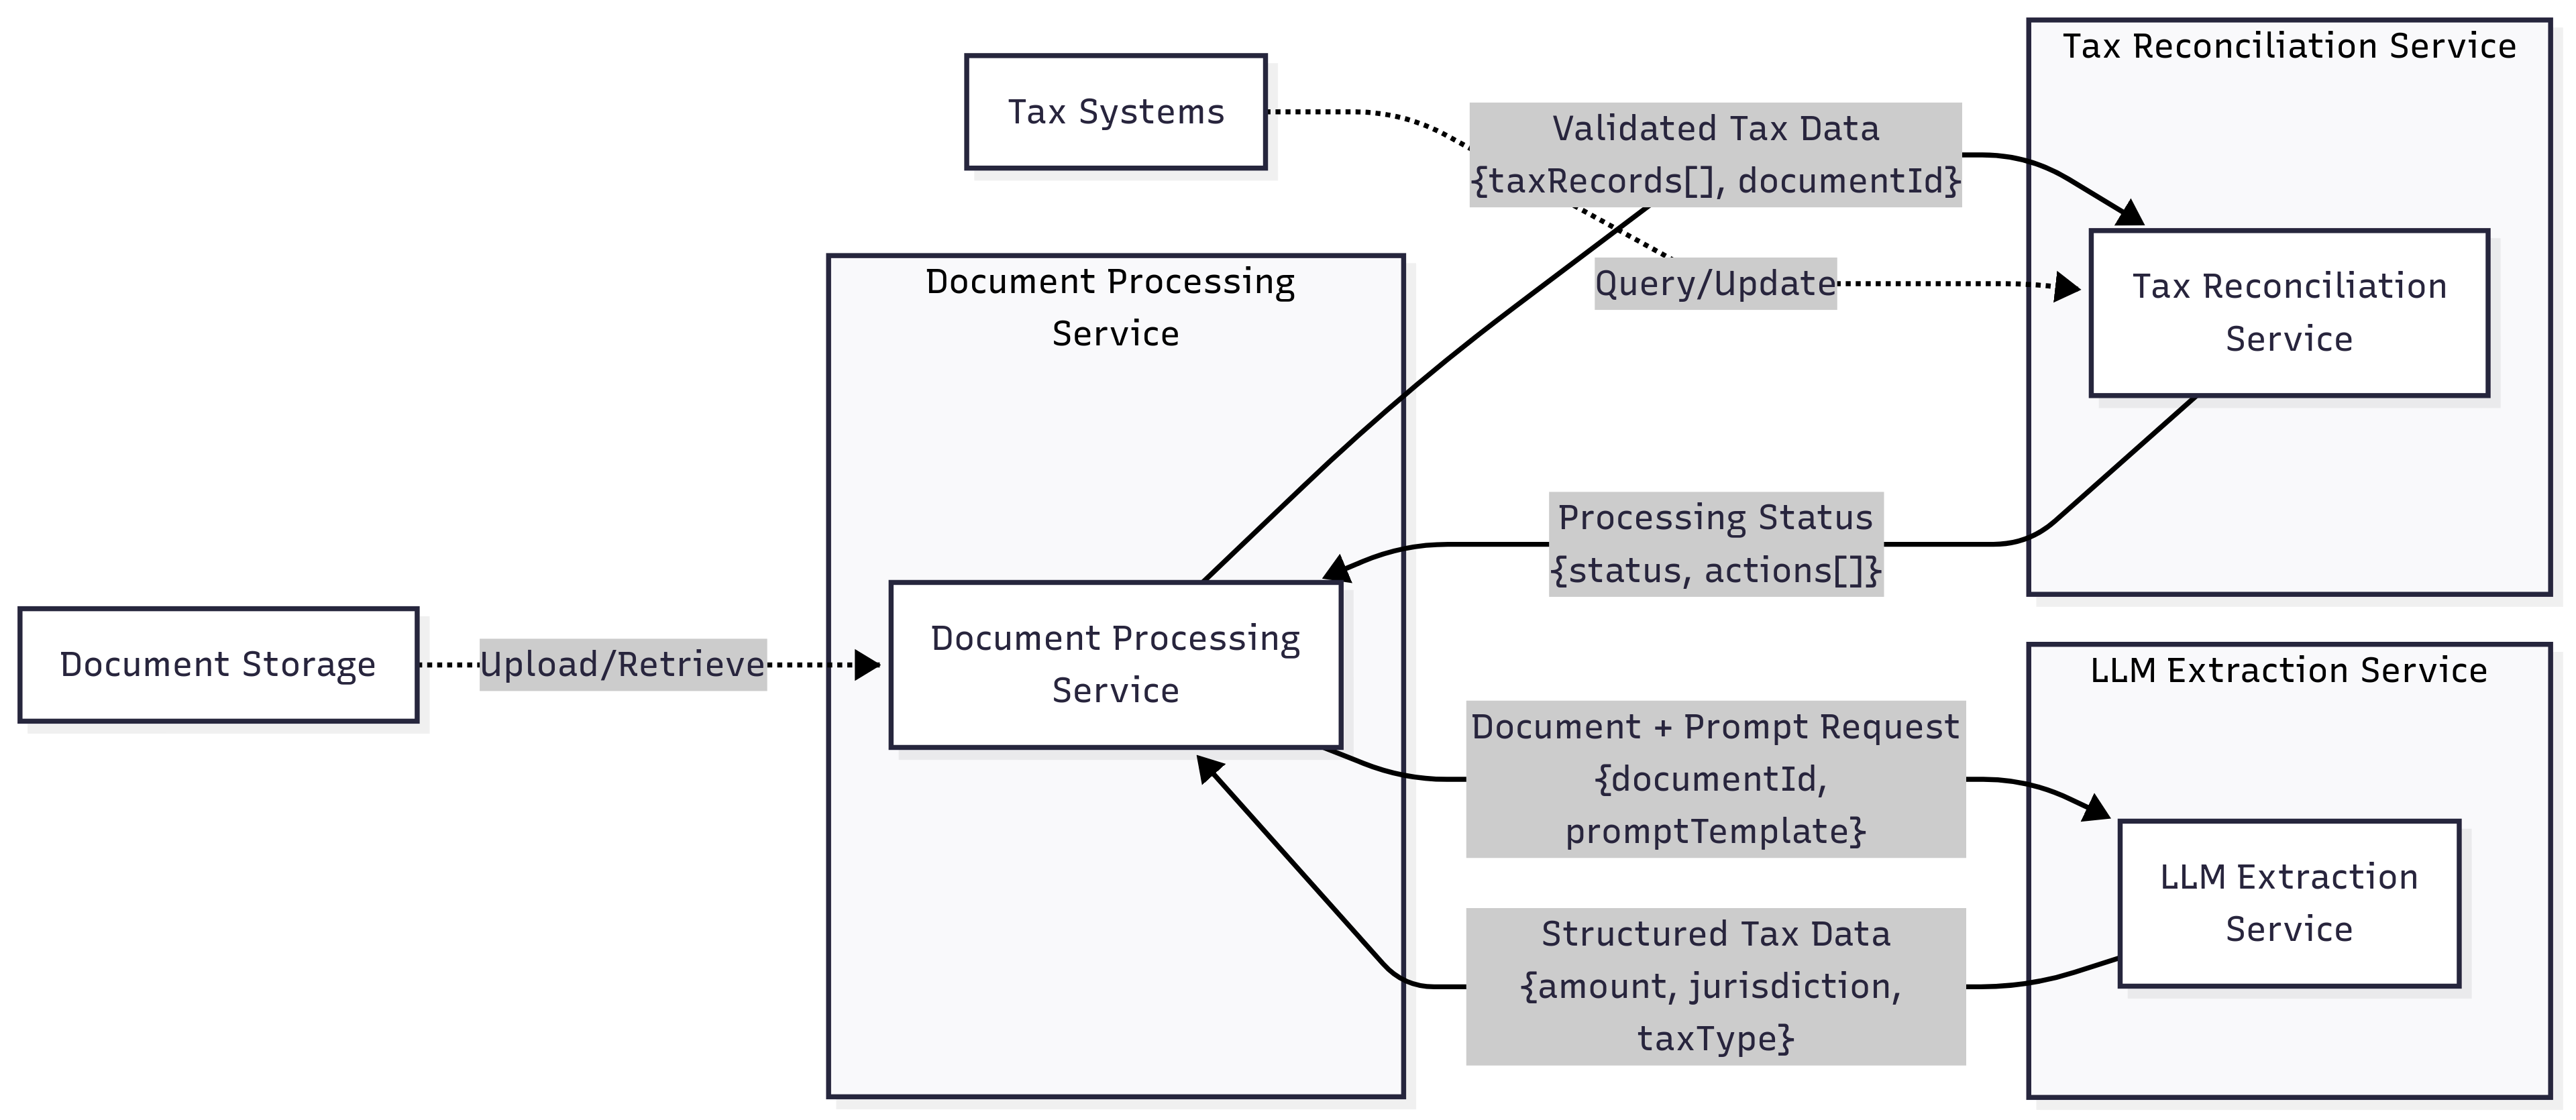 Tax Reconciliation Service
Tax Systems
Validated Tax Data
{taxRecords[], documentId}
Document Processing
Service
Query/Update
Tax Reconciliation
Service
Processing Status
{status, actions[]}
Document Storage
Upload/Retrieve
Document Processing
Service
LLM Extraction Service
Document + Prompt Request
{documentId,
promptTemplate}
LLM Extraction
Service
Structured Tax Data
{amount, jurisdiction,
taxType}